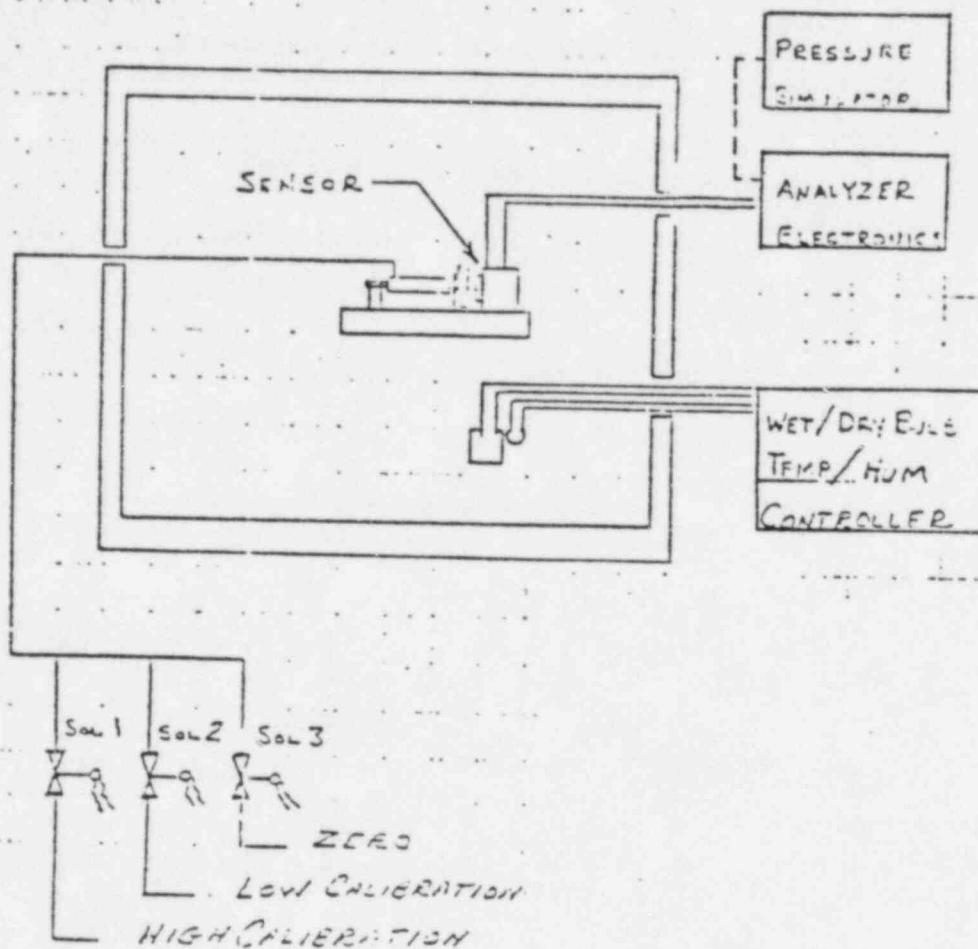 PRESSURE
SIMULATOR
SENSOR
ANALYZER
ELECTRONICS
WET/DRY BULB
TEMP/HUM
CONTROLLER
SOL 1 SOL 2 SOL 3
ZERO
LOW CALIBRATION
HIGH CALIBRATION